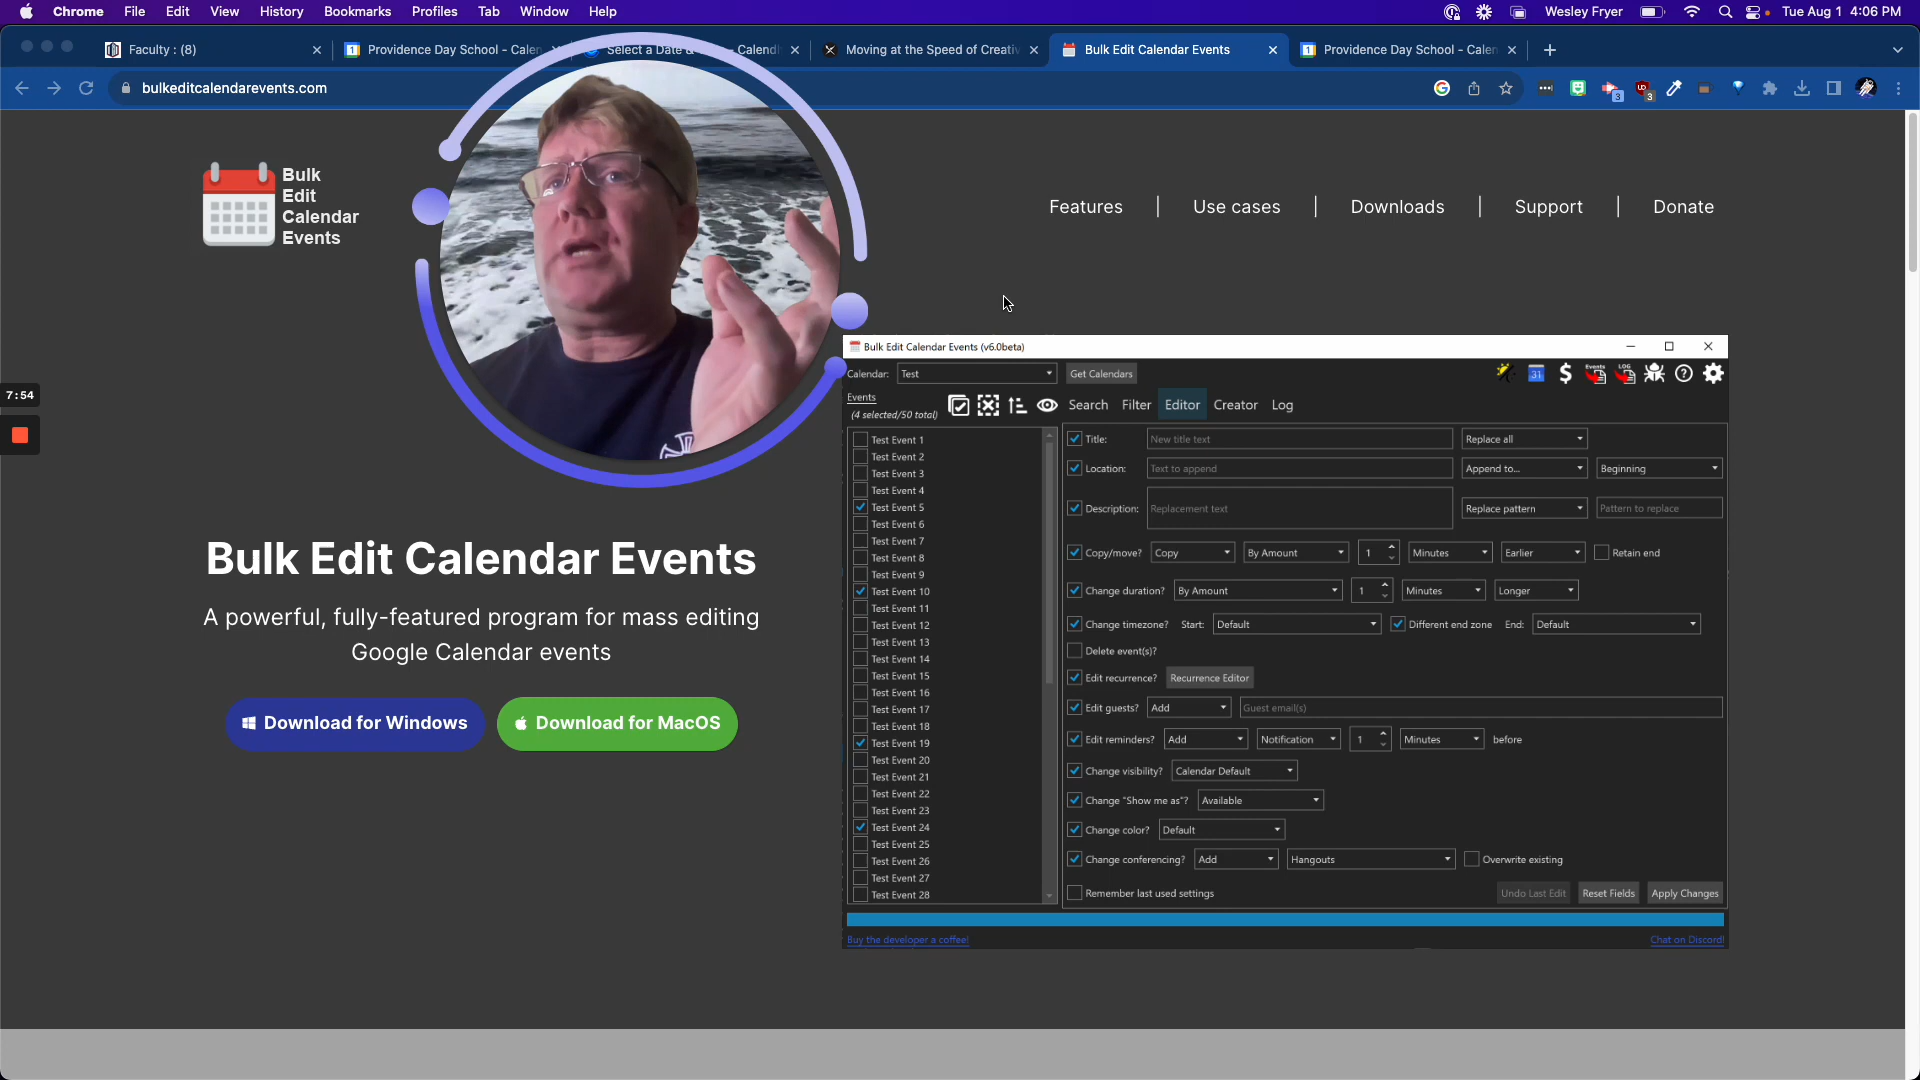 Chrome File Edit View History Bookmarks Profiles Tab Window Help Wesley Fryer Tue Aug 1 4:06 PM
Faculty : (8) Providence Day School - Calen Select a Date & - Calendl Moving at the Speed of Creativ Bulk Edit Calendar Events Providence Day School - Calen
bulkeditcalendarevents.com
Bulk
Edit
Calendar
Events
Features | Use cases | Downloads | Support | Donate
7:54
Bulk Edit Calendar Events
A powerful, fully-featured program for mass editing
Google Calendar events
Download for Windows Download for MacOS
Bulk Edit Calendar Events (v6.0beta)
Calendar: Test Get Calendars
Events
(4 selected/50 total)
Search Filter Editor Creator Log
Test Event 1
Test Event 2
Test Event 3
Test Event 4
Test Event 5
Test Event 6
Test Event 7
Test Event 8
Test Event 9
Test Event 10
Test Event 11
Test Event 12
Test Event 13
Test Event 14
Test Event 15
Test Event 16
Test Event 17
Test Event 18
Test Event 19
Test Event 20
Test Event 21
Test Event 22
Test Event 23
Test Event 24
Test Event 25
Test Event 26
Test Event 27
Test Event 28
Title: New title text Replace all
Location: Text to append Append to... Beginning
Description: Replacement text Replace pattern Pattern to replace
Copy/move? Copy By Amount 1 Minutes Earlier Retain end
Change duration? By Amount 1 Minutes Longer
Change timezone? Start: Default Different end zone End: Default
Delete event(s)?
Edit recurrence? Recurrence Editor
Edit guests? Add Guest email(s)
Edit reminders? Add Notification 1 Minutes before
Change visibility? Calendar Default
Change "Show me as"? Available
Change color? Default
Change conferencing? Add Hangouts Overwrite existing
Remember last used settings Undo Last Edit Reset Fields Apply Changes
Buy the developer a coffee! Chat on Discord!